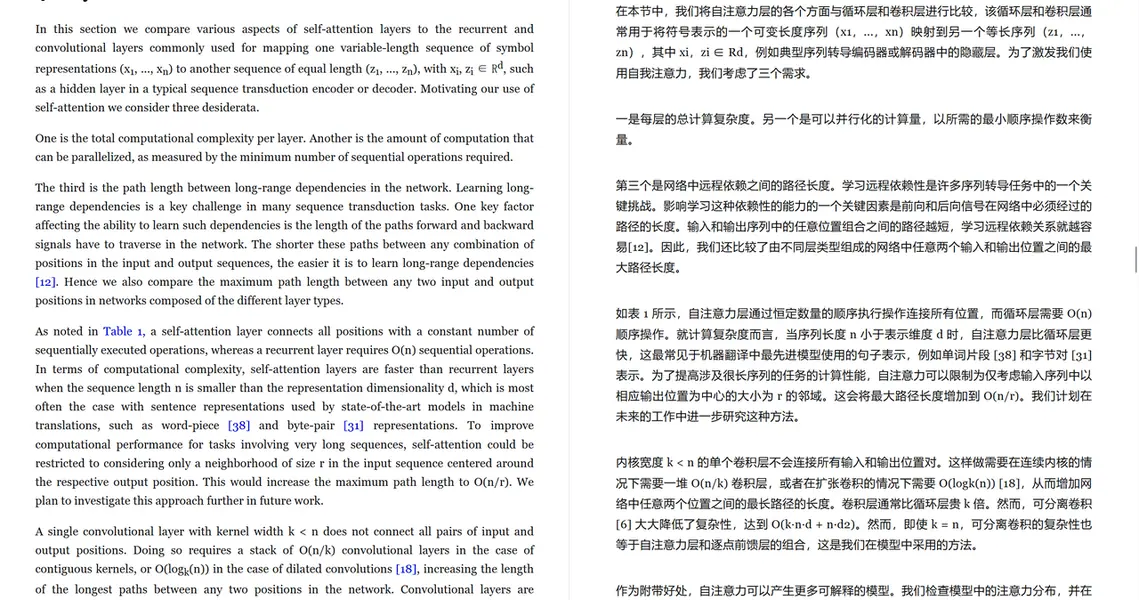 In this section we compare various aspects of self-attention layers to the recurrent and
convolutional layers commonly used for mapping one variable-length sequence of symbol
representations (x₁, ..., xₙ) to another sequence of equal length (z₁, ..., zₙ), with xᵢ, zᵢ ∈ ℝᵈ, such
as a hidden layer in a typical sequence transduction encoder or decoder. Motivating our use of
self-attention we consider three desiderata.
One is the total computational complexity per layer. Another is the amount of computation that
can be parallelized, as measured by the minimum number of sequential operations required.
The third is the path length between long-range dependencies in the network. Learning long-
range dependencies is a key challenge in many sequence transduction tasks. One key factor
affecting the ability to learn such dependencies is the length of the paths forward and backward
signals have to traverse in the network. The shorter these paths between any combination of
positions in the input and output sequences, the easier it is to learn long-range dependencies
[12]. Hence we also compare the maximum path length between any two input and output
positions in networks composed of the different layer types.
As noted in Table 1, a self-attention layer connects all positions with a constant number of
sequentially executed operations, whereas a recurrent layer requires O(n) sequential operations.
In terms of computational complexity, self-attention layers are faster than recurrent layers
when the sequence length n is smaller than the representation dimensionality d, which is most
often the case with sentence representations used by state-of-the-art models in machine
translations, such as word-piece [38] and byte-pair [31] representations. To improve
computational performance for tasks involving very long sequences, self-attention could be
restricted to considering only a neighborhood of size r in the input sequence centered around
the respective output position. This would increase the maximum path length to O(n/r). We
plan to investigate this approach further in future work.
A single convolutional layer with kernel width k < n does not connect all pairs of input and
output positions. Doing so requires a stack of O(n/k) convolutional layers in the case of
contiguous kernels, or O(logₖ(n)) in the case of dilated convolutions [18], increasing the length
of the longest paths between any two positions in the network. Convolutional layers are
在本节中，我们将自注意力层的各个方面与循环层和卷积层进行比较，该循环层和卷积层通
常用于将符号表示的一个可变长度序列（x1, ..., xn）映射到另一个等长序列（z1, ...,
zn），其中 xi，zi ∈ Rd，例如典型序列转导编码器或解码器中的隐藏层。为了激发我们使
用自我注意力，我们考虑了三个需求。
一是每层的总计算复杂度。另一个是可以并行化的计算量，以所需的最小顺序操作数来衡
量。
第三个是网络中远程依赖之间的路径长度。学习远程依赖性是许多序列转导任务中的一个关
键挑战。影响学习这种依赖性的能力的一个关键因素是前向和后向信号在网络中必须经过的
路径的长度。输入和输出序列中的任意位置组合之间的路径越短，学习远程依赖关系就越容
易[12]。因此，我们还比较了由不同层类型组成的网络中任意两个输入和输出位置之间的最
大路径长度。
如表 1 所示，自注意力层通过恒定数量的顺序执行操作连接所有位置，而循环层需要 O(n)
顺序操作。就计算复杂度而言，当序列长度 n 小于表示维度 d 时，自注意力层比循环层更
快，这最常见于机器翻译中最先进模型使用的句子表示，例如单词片段 [38] 和字节对 [31]
表示。为了提高涉及很长序列的任务的计算性能，自注意力可以限制为仅考虑输入序列中以
相应输出位置为中心的大小为 r 的邻域。这会将最大路径长度增加到 O(n/r)。我们计划在
未来的工作中进一步研究这种方法。
内核宽度 k < n 的单个卷积层不会连接所有输入和输出位置对。这样做需要在连续内核的情
况下需要一堆 O(n/k) 卷积层，或者在扩张卷积的情况下需要 O(logk(n)) [18]，从而增加网
络中任意两个位置之间的最长路径的长度。卷积层通常比循环层贵 k 倍。然而，可分离卷积
[6] 大大降低了复杂性，达到 O(k·n·d + n·d2)。然而，即使 k = n，可分离卷积的复杂性也
等于自注意力层和逐点前馈层的组合，这是我们在模型中采用的方法。
作为附带好处，自注意力可以产生更多可解释的模型。我们检查模型中的注意力分布，并在